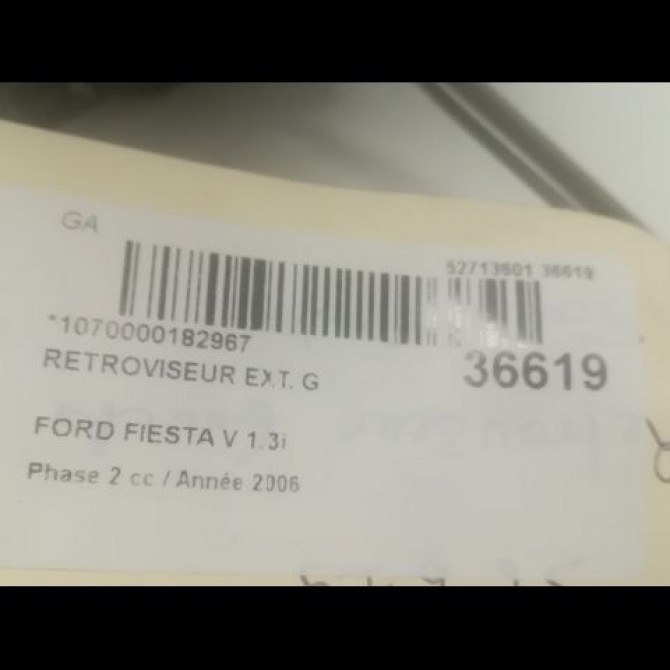 GA
52713601 36619
*1070000182967
36619
RETROVISEUR EXT. G
FORD FIESTA V 1.3i
Phase 2 cc / Année 2006